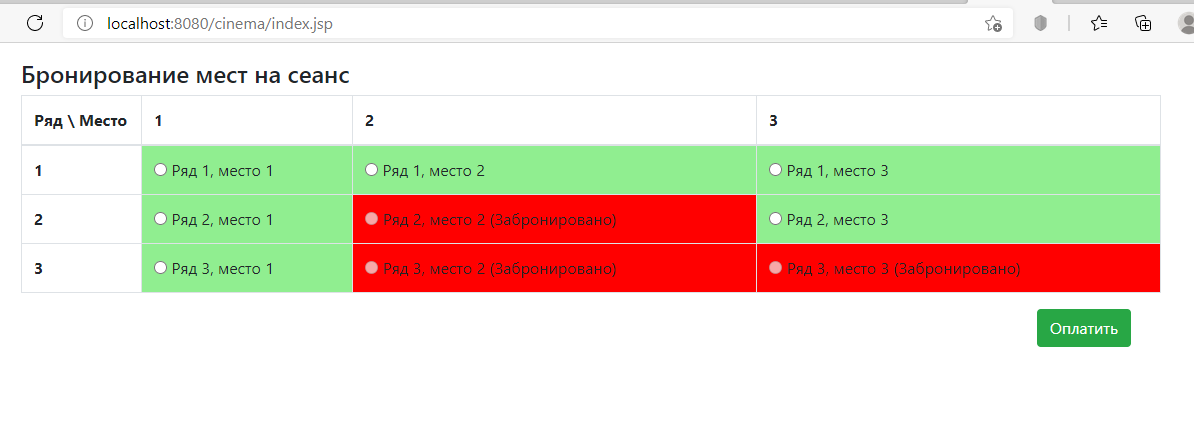 localhost:8080/cinema/index.jsp
Бронирование мест на сеанс
Ряд \ Место 1 2 3
1 Ряд 1, место 1 Ряд 1, место 2 Ряд 1, место 3
2 Ряд 2, место 1 Ряд 2, место 2 (Забронировано) Ряд 2, место 3
3 Ряд 3, место 1 Ряд 3, место 2 (Забронировано) Ряд 3, место 3 (Забронировано)
Оплатить